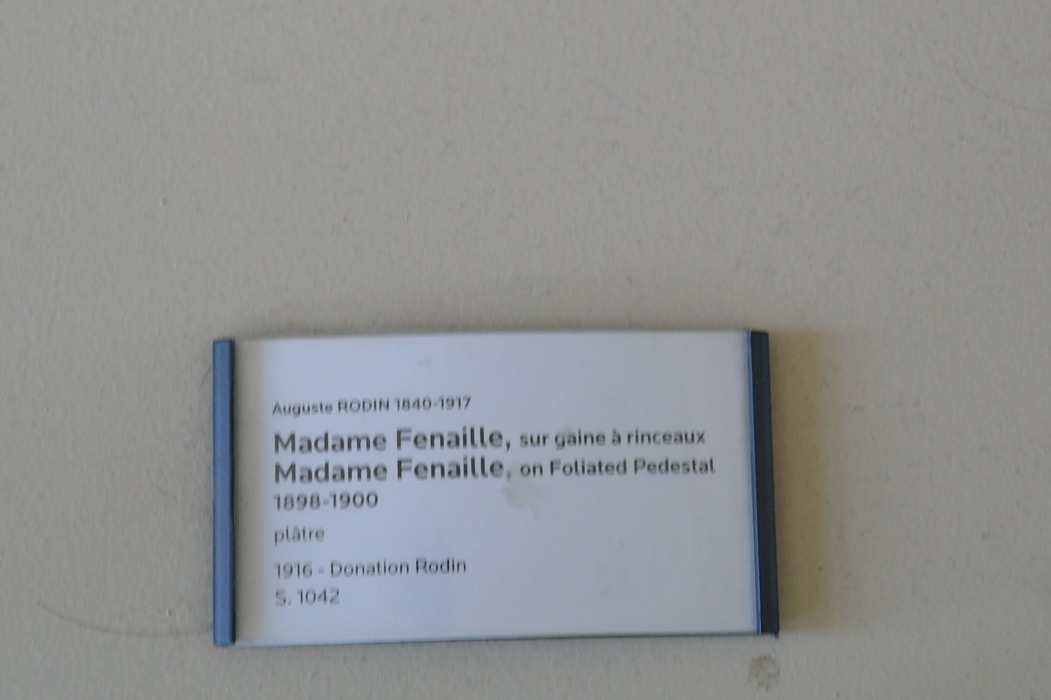 Auguste RODIN 1840-1917
Madame Fenaille, sur gaine à rinceaux
Madame Fenaille, on Foliated Pedestal
1898-1900
plâtre
1916 - Donation Rodin
S. 1042